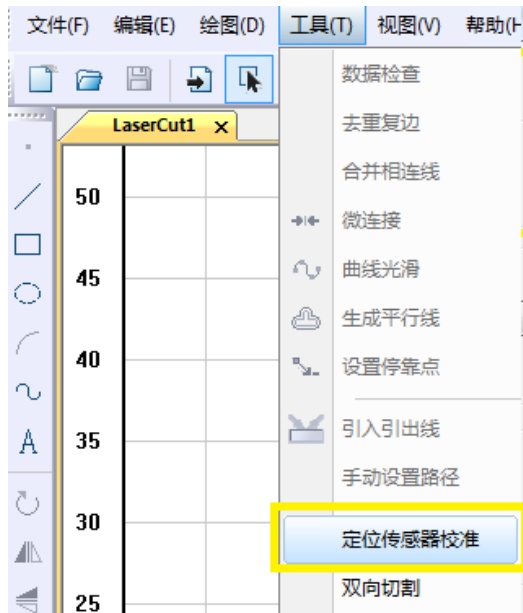 文件(F) 编辑(E) 绘图(D) 工具(T) 视图(V) 帮助(H
LaserCut1 x
数据检查
去重复边
合并相连线
微连接
曲线光滑
生成平行线
设置停靠点
引入引出线
手动设置路径
定位传感器校准
双向切割
50
45
40
35
30
25
A